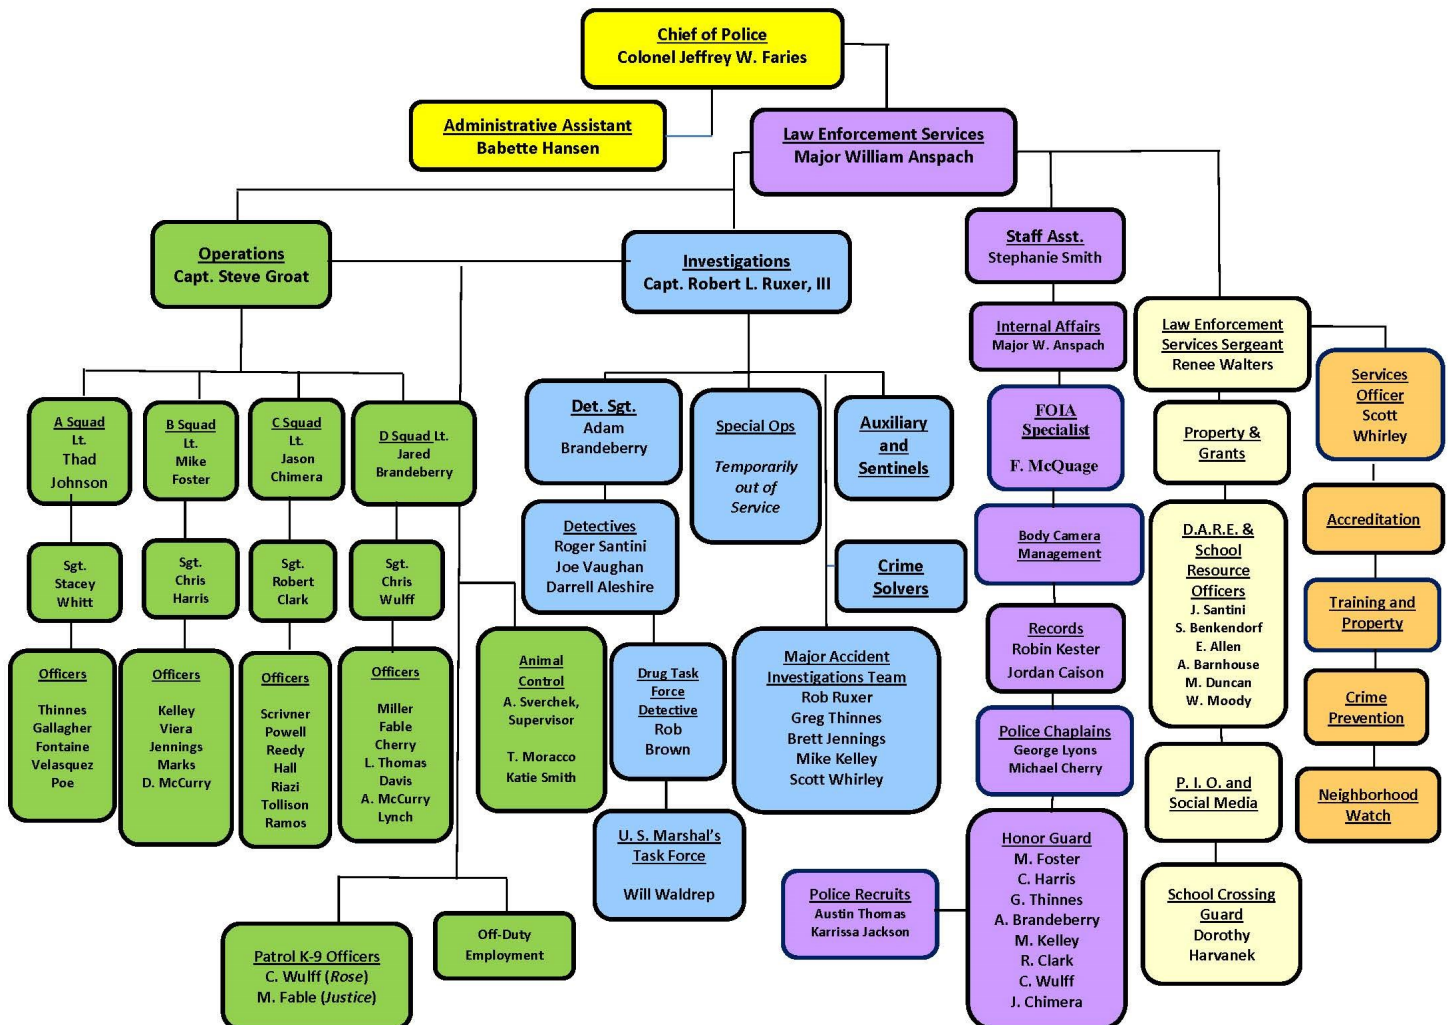 Chief of Police
Colonel Jeffrey W. Faries
Administrative Assistant
Babette Hansen
Law Enforcement Services
Major William Anspach
Operations
Capt. Steve Groat
Investigations
Capt. Robert L. Ruxer, III
Staff Asst.
Stephanie Smith
Internal Affairs
Major W. Anspach
Law Enforcement
Services Sergeant
Renee Walters
Services
Officer
Scott
Whirley
A Squad
Lt.
Thad
Johnson
B Squad
Lt.
Mike
Foster
C Squad
Lt.
Jason
Chimera
D Squad Lt.
Jared
Brandeberry
Det. Sgt.
Adam
Brandeberry
Special Ops
Temporarily
out of
Service
Auxiliary
and
Sentinels
FOIA
Specialist
F. McQuage
Property &
Grants
Sgt.
Stacey
Whitt
Sgt.
Chris
Harris
Sgt.
Robert
Clark
Sgt.
Chris
Wulff
Detectives
Roger Santini
Joe Vaughan
Darrell Aleshire
Crime
Solvers
Body Camera
Management
D.A.R.E. &
School
Resource
Officers
J. Santini
S. Benkendorf
E. Allen
A. Barnhouse
M. Duncan
W. Moody
Accreditation
Training and
Property
Officers
Thinnes
Gallagher
Fontaine
Velasquez
Poe
Officers
Kelley
Viera
Jennings
Marks
D. McCurry
Officers
Scrivner
Powell
Reedy
Hall
Riazi
Tollison
Ramos
Officers
Miller
Fable
Cherry
L. Thomas
Davis
A. McCurry
Lynch
Animal
Control
A. Sverchek,
Supervisor
T. Moracco
Katie Smith
Drug Task
Force
Detective
Rob
Brown
Major Accident
Investigations Team
Rob Ruxer
Greg Thinnes
Brett Jennings
Mike Kelley
Scott Whirley
Records
Robin Kester
Jordan Caison
Police Chaplains
George Lyons
Michael Cherry
Crime
Prevention
P. I. O. and
Social Media
Neighborhood
Watch
U. S. Marshal's
Task Force
Will Waldrep
Police Recruits
Austin Thomas
Karrissa Jackson
Honor Guard
M. Foster
C. Harris
G. Thinnes
A. Brandeberry
M. Kelley
R. Clark
C. Wulff
J. Chimera
School Crossing
Guard
Dorothy
Harvanek
Patrol K-9 Officers
C. Wulff (Rose)
M. Fable (Justice)
Off-Duty
Employment